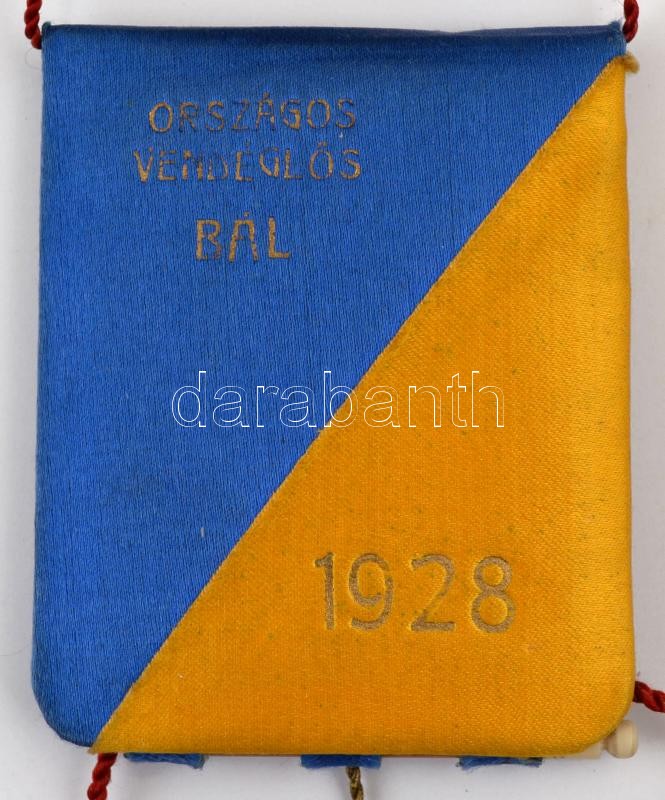 ORSZÁGOS
VENDÉGLŐS
BÁL
darabanth
1928